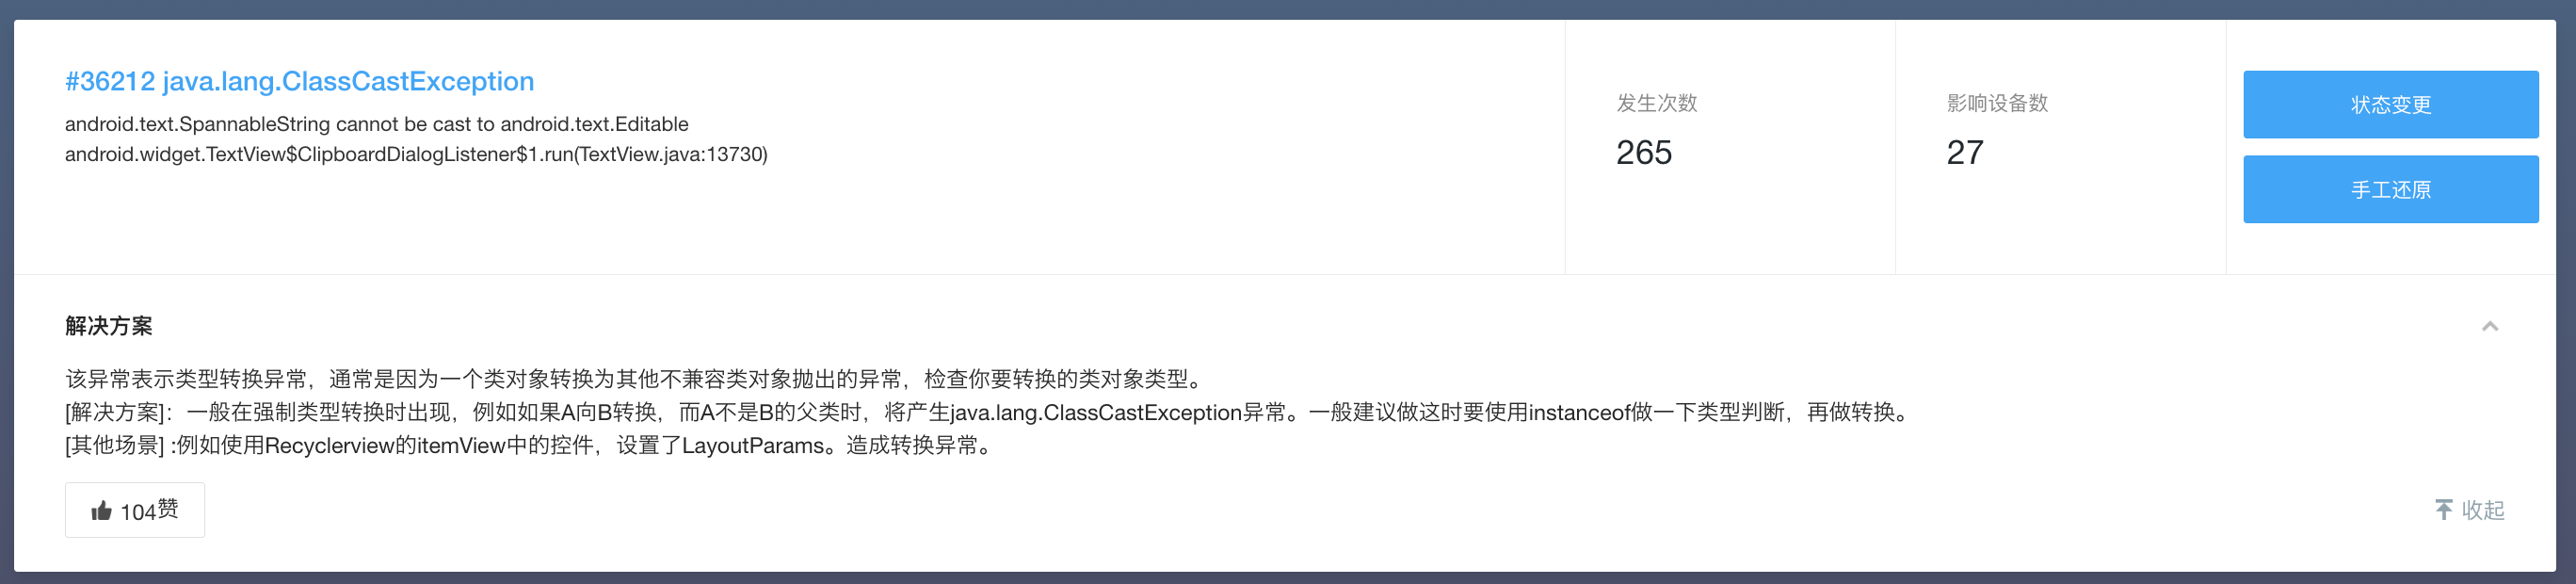 #36212 java.lang.ClassCastException
android.text.SpannableString cannot be cast to android.text.Editable
android.widget.TextView$ClipboardDialogListener$1.run(TextView.java:13730)
发生次数
265
影响设备数
27
状态变更
手工还原
解决方案
该异常表示类型转换异常，通常是因为一个类对象转换为其他不兼容类对象抛出的异常，检查你要转换的类对象类型。
[解决方案]：一般在强制类型转换时出现，例如如果A向B转换，而A不是B的父类时，将产生java.lang.ClassCastException异常。一般建议做这时要使用instanceof做一下类型判断，再做转换。
[其他场景] :例如使用Recyclerview的itemView中的控件，设置了LayoutParams。造成转换异常。
104赞
收起